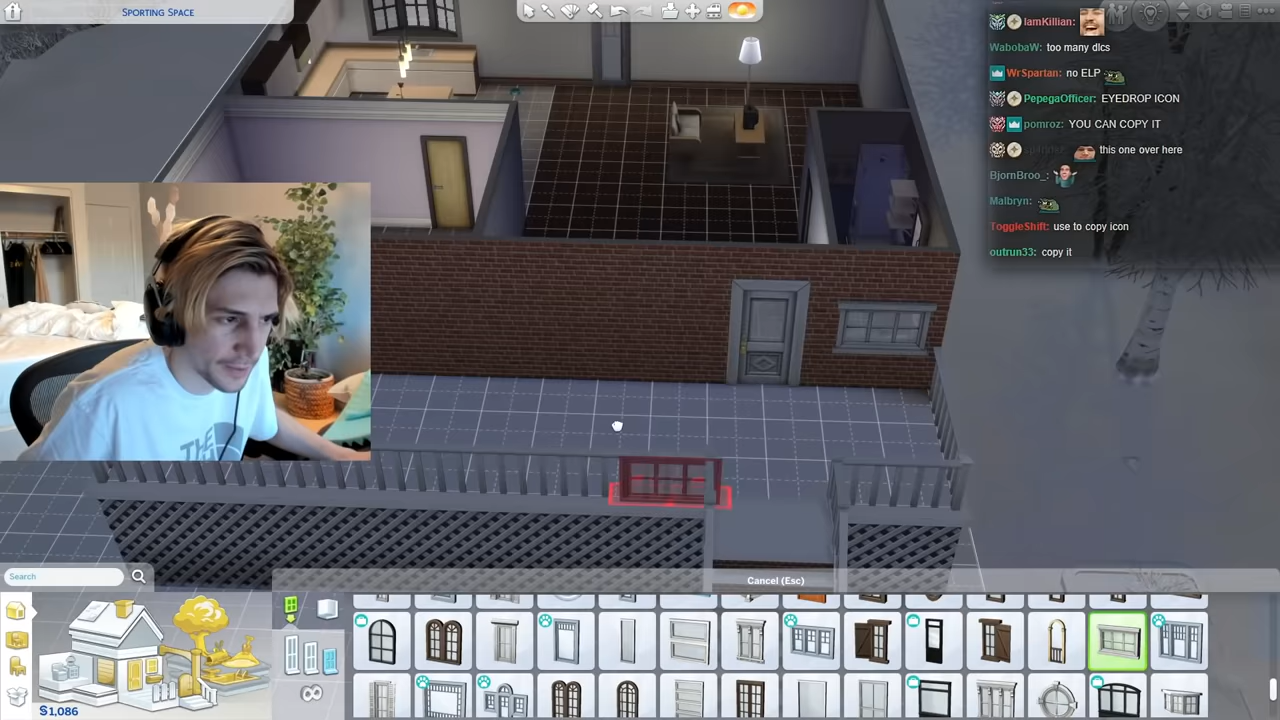 SPORTING SPACE
IamKillian:
WabobaW: too many dlcs
WrSpartan: no ELP
PepegaOfficer: EYEDROP ICON
pomroz: YOU CAN COPY IT
this one over here
BjornBroo_:
Malbryn:
ToggleShift: use to copy icon
outrun33: copy it
THE
Search
Cancel (Esc)
§1,086